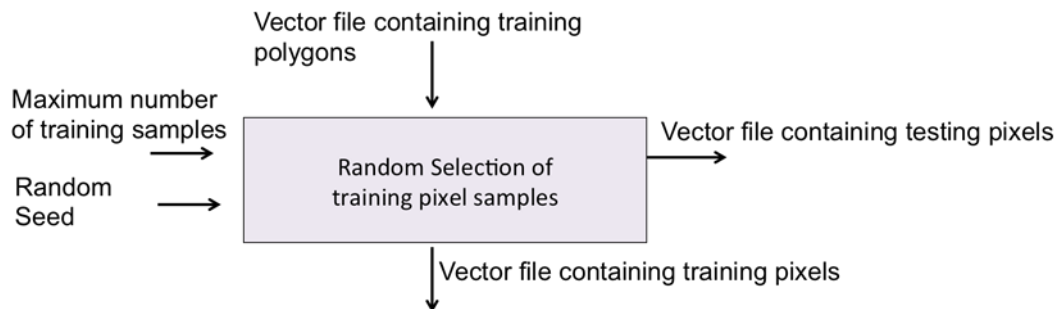 Vector file containing training
polygons
Maximum number
of training samples
Random
Seed
Random Selection of
training pixel samples
Vector file containing testing pixels
Vector file containing training pixels